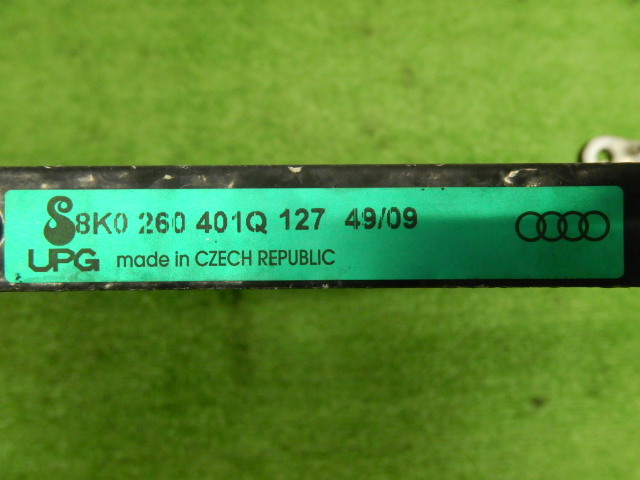 8K0 260 401Q 127 49/09
UPG made in CZECH REPUBLIC